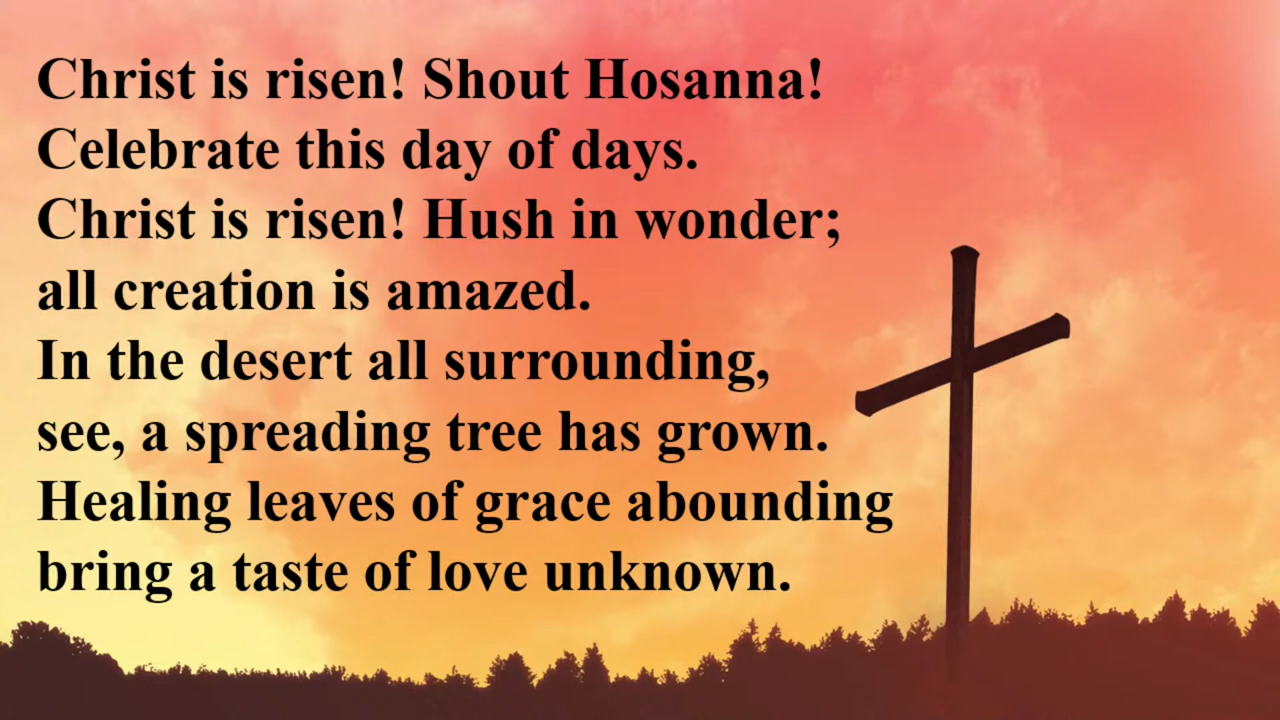 Christ is risen! Shout Hosanna!
Celebrate this day of days.
Christ is risen! Hush in wonder;
all creation is amazed.
In the desert all surrounding,
see, a spreading tree has grown.
Healing leaves of grace abounding
bring a taste of love unknown.